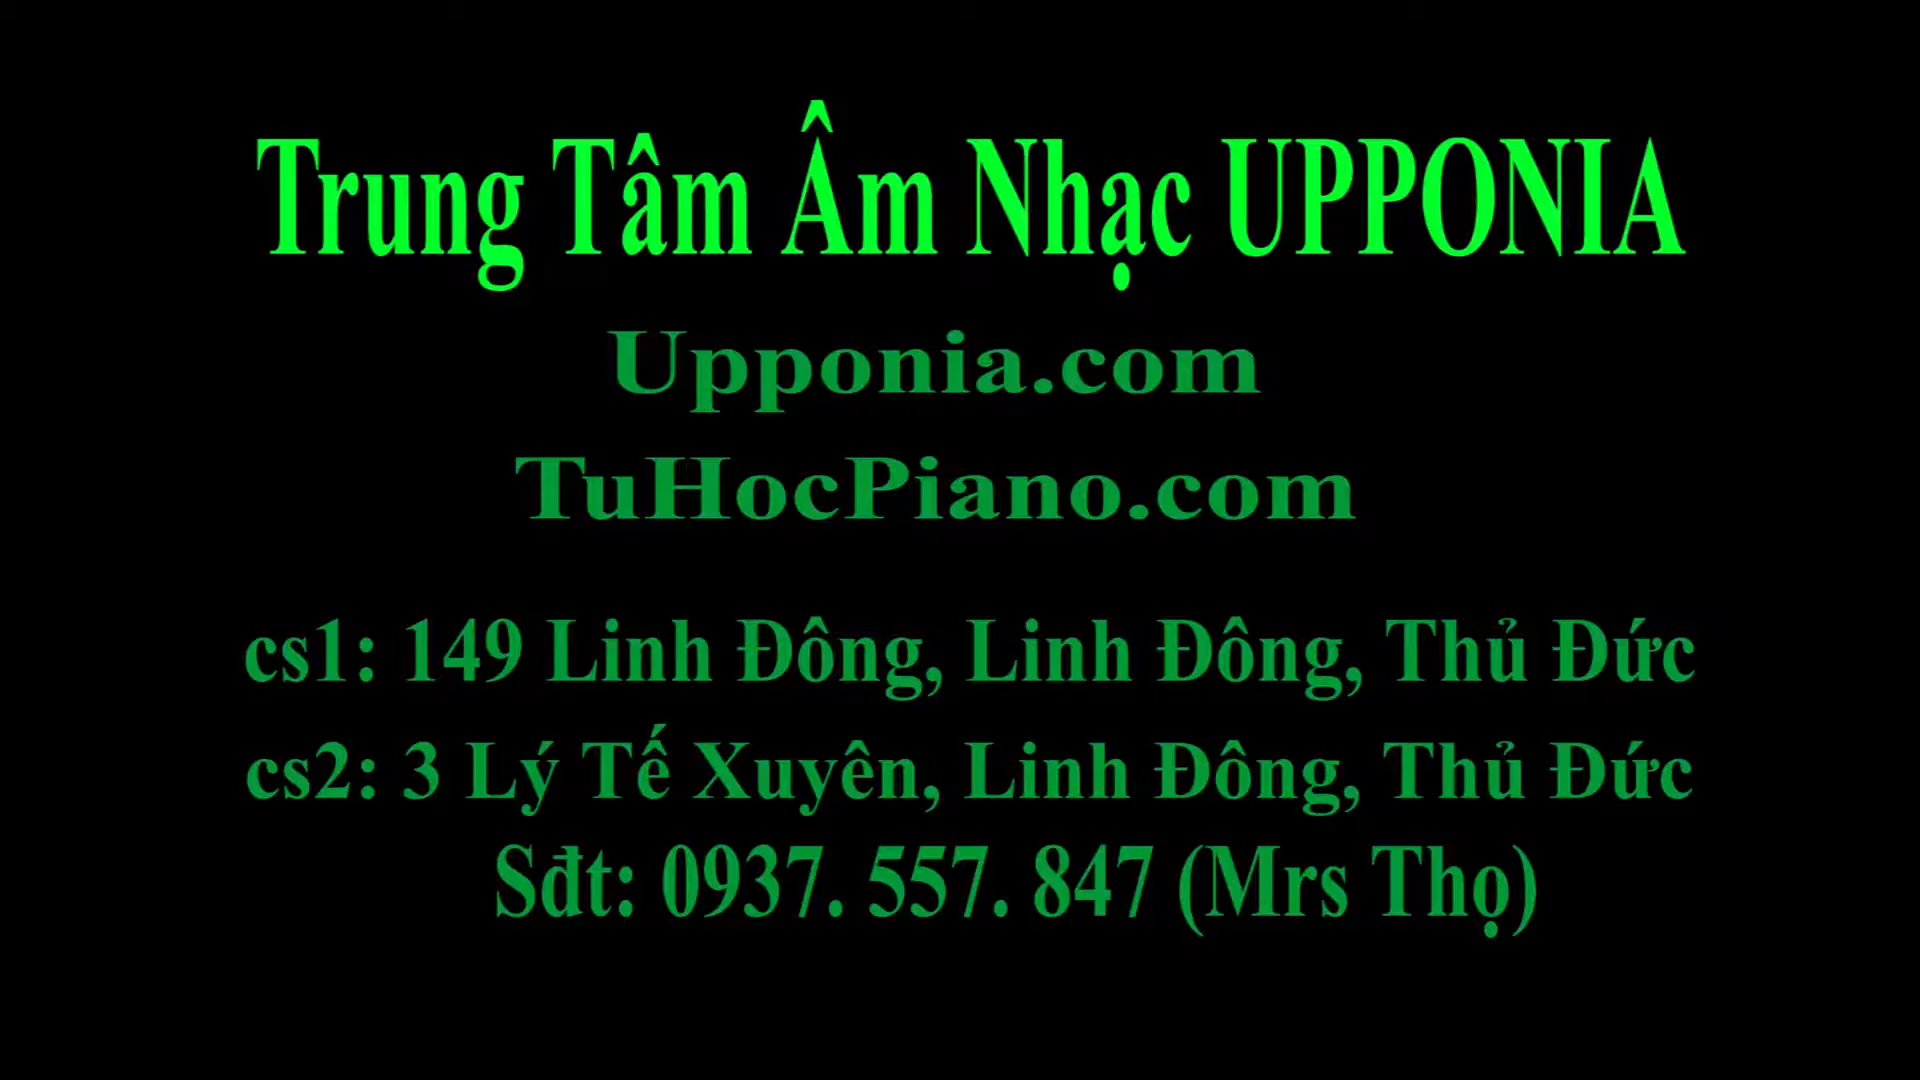 Trung Tâm Âm Nhạc UPPONIA
Upponia.com
TuHocPiano.com
cs1: 149 Linh Đông, Linh Đông, Thủ Đức
cs2: 3 Lý Tế Xuyên, Linh Đông, Thủ Đức
Sđt: 0937. 557. 847 (Mrs Thọ)